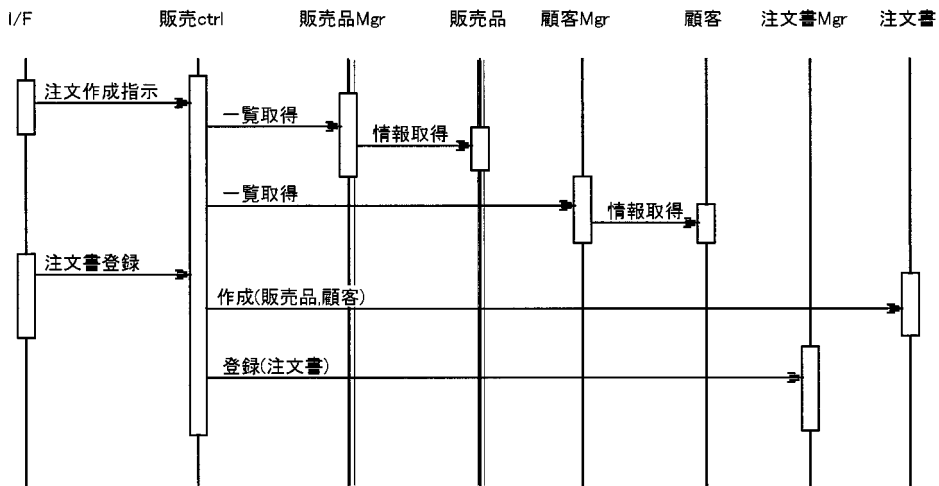 I/F 販売ctrl 販売品Mgr 販売品 顧客Mgr 顧客 注文書Mgr 注文書
注文作成指示
一覧取得
情報取得
一覧取得
情報取得
注文書登録
作成(販売品,顧客)
登録(注文書)